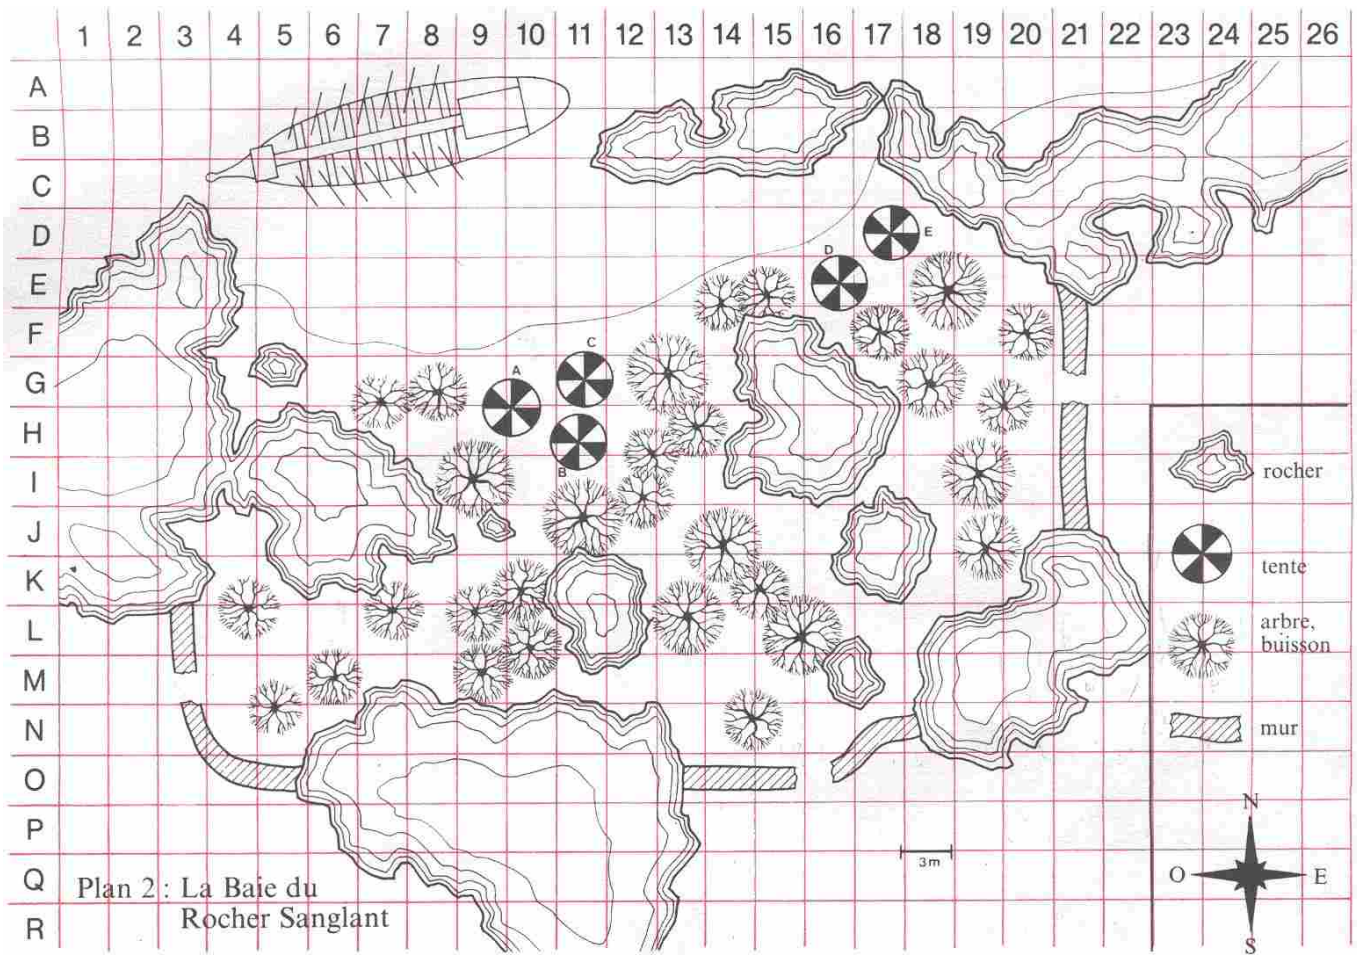 1 2 3 4 5 6 7 8 9 10 11 12 13 14 15 16 17 18 19 20 21 22 23 24 25 26
A
B
C
D
E
F
G
H
I
J
K
L
M
N
O
P
Q
R
E
D
C
A
B
rocher
tente
arbre,
buisson
mur
3m
N
O E
S
Plan 2 : La Baie du
Rocher Sanglant